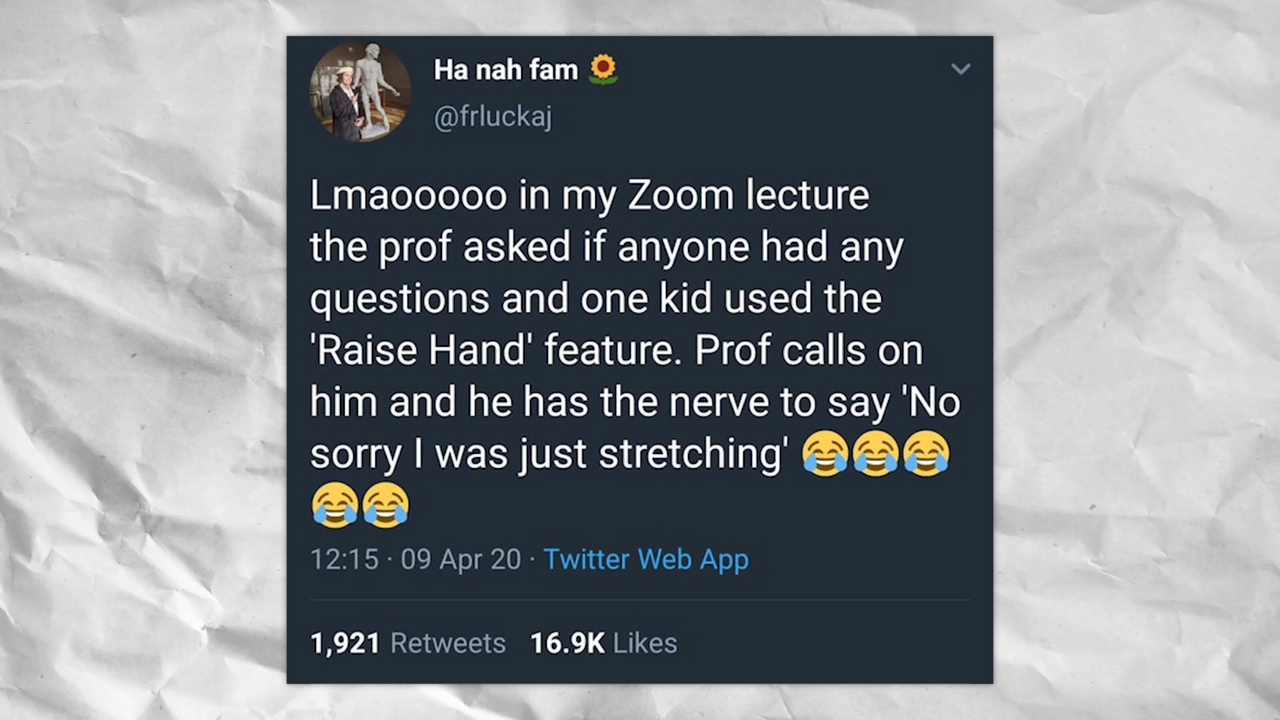 Ha nah fam 🌻
@frluckaj
Lmaooooo in my Zoom lecture
the prof asked if anyone had any
questions and one kid used the
'Raise Hand' feature. Prof calls on
him and he has the nerve to say 'No
sorry I was just stretching' 😂😂😂
😂😂
12:15 · 09 Apr 20 · Twitter Web App
1,921 Retweets 16.9K Likes